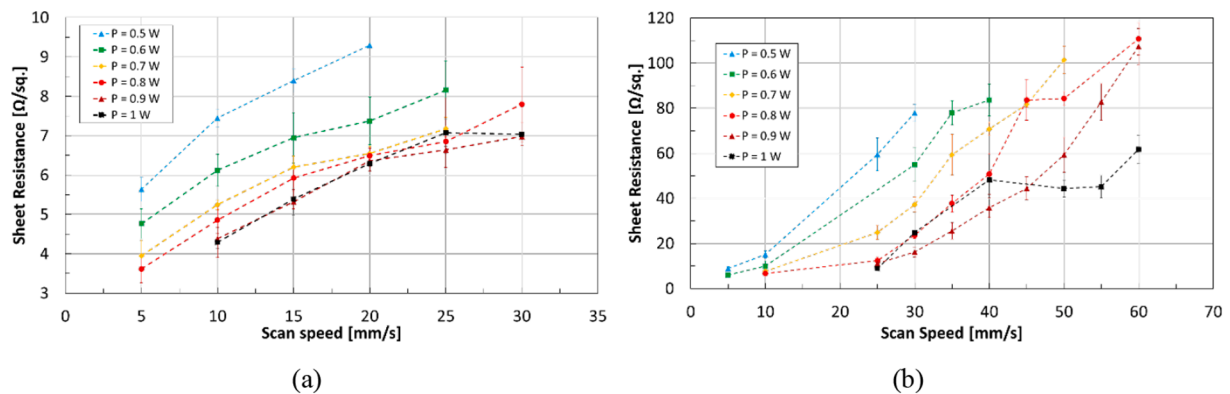 10
9
8
7
6
5
4
3
Sheet Resistance [Ω/sq.]
P = 0.5 W
P = 0.6 W
P = 0.7 W
P = 0.8 W
P = 0.9 W
P = 1 W
0 5 10 15 20 25 30 35
Scan speed [mm/s]
(a)
120
100
80
60
40
20
0
Sheet Resistance [Ω/sq.]
P = 0.5 W
P = 0.6 W
P = 0.7 W
P = 0.8 W
P = 0.9 W
P = 1 W
0 10 20 30 40 50 60 70
Scan Speed [mm/s]
(b)